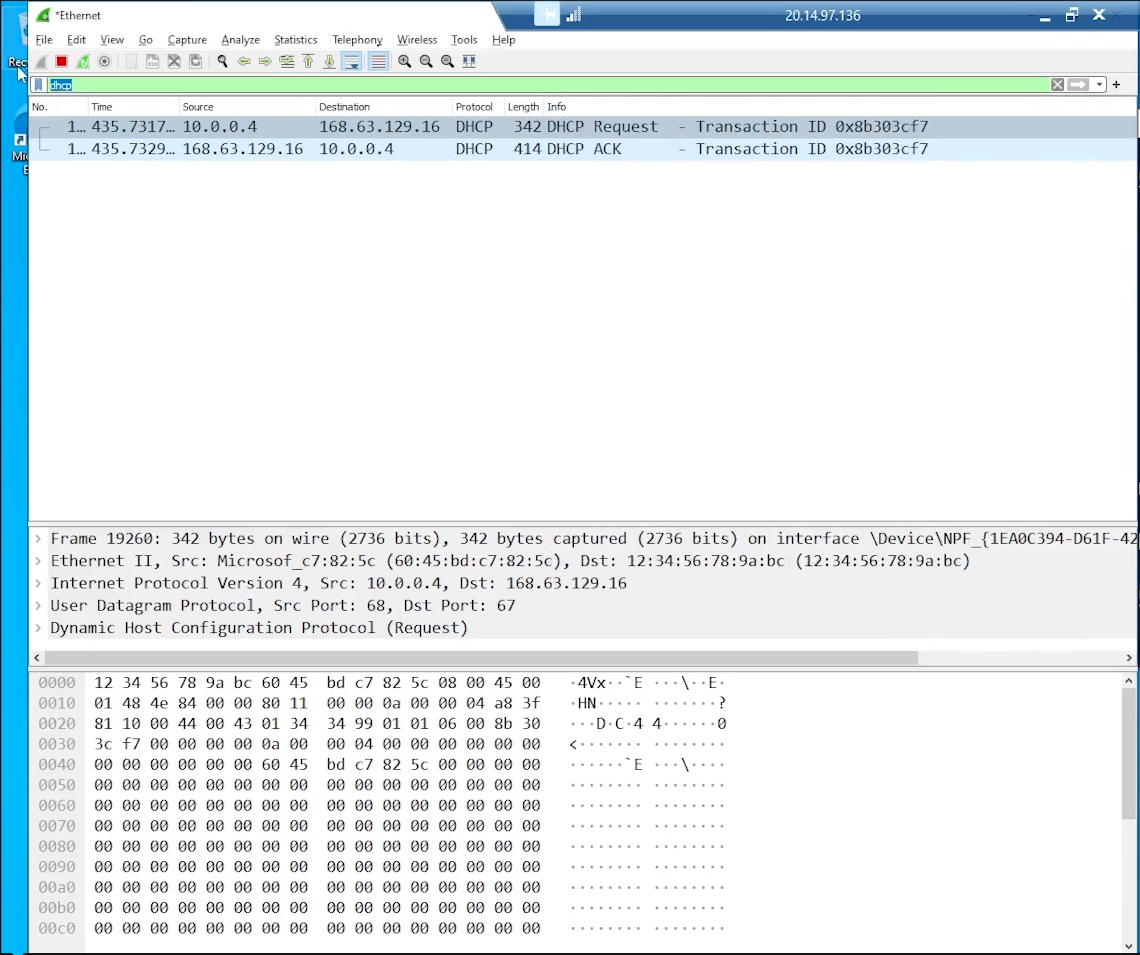 *Ethernet
20.14.97.136
File Edit View Go Capture Analyze Statistics Telephony Wireless Tools Help
dhcp
No. Time Source Destination Protocol Length Info
1… 435.7317… 10.0.0.4 168.63.129.16 DHCP 342 DHCP Request - Transaction ID 0x8b303cf7
1… 435.7329… 168.63.129.16 10.0.0.4 DHCP 414 DHCP ACK - Transaction ID 0x8b303cf7
Frame 19260: 342 bytes on wire (2736 bits), 342 bytes captured (2736 bits) on interface \Device\NPF_{1EA0C394-D61F-42
Ethernet II, Src: Microsof_c7:82:5c (60:45:bd:c7:82:5c), Dst: 12:34:56:78:9a:bc (12:34:56:78:9a:bc)
Internet Protocol Version 4, Src: 10.0.0.4, Dst: 168.63.129.16
User Datagram Protocol, Src Port: 68, Dst Port: 67
Dynamic Host Configuration Protocol (Request)
0000 12 34 56 78 9a bc 60 45 bd c7 82 5c 08 00 45 00 ·4Vx··`E ···\··E·
0010 01 48 4e 84 00 00 80 11 00 00 0a 00 00 04 a8 3f ·HN····· ·······?
0020 81 10 00 44 00 43 01 34 34 99 01 01 06 00 8b 30 ···D·C·4 4······0
0030 3c f7 00 00 00 00 0a 00 00 04 00 00 00 00 00 00 <······· ········
0040 00 00 00 00 00 00 60 45 bd c7 82 5c 00 00 00 00 ······`E ···\····
0050 00 00 00 00 00 00 00 00 00 00 00 00 00 00 00 00 ········ ········
0060 00 00 00 00 00 00 00 00 00 00 00 00 00 00 00 00 ········ ········
0070 00 00 00 00 00 00 00 00 00 00 00 00 00 00 00 00 ········ ········
0080 00 00 00 00 00 00 00 00 00 00 00 00 00 00 00 00 ········ ········
0090 00 00 00 00 00 00 00 00 00 00 00 00 00 00 00 00 ········ ········
00a0 00 00 00 00 00 00 00 00 00 00 00 00 00 00 00 00 ········ ········
00b0 00 00 00 00 00 00 00 00 00 00 00 00 00 00 00 00 ········ ········
00c0 00 00 00 00 00 00 00 00 00 00 00 00 00 00 00 00 ········ ········